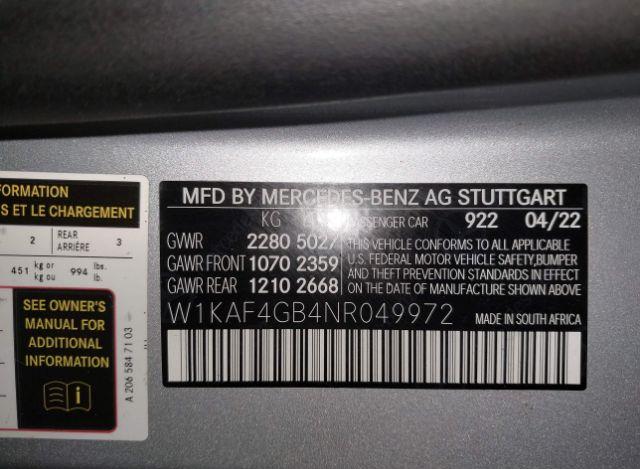 FORMATION
S ET LE CHARGEMENT
2 REAR ARRIÈRE 3
451 kg or kg ou 994 lbs. lb.
SEE OWNER'S
MANUAL FOR
ADDITIONAL
INFORMATION
A 206 584 71 03
MFD BY MERCEDES-BENZ AG STUTTGART
KG PASSENGER CAR 922 04/22
GVWR 2280 5027
GAWR FRONT 1070 2359
GAWR REAR 1210 2668
THIS VEHICLE CONFORMS TO ALL APPLICABLE
U.S. FEDERAL MOTOR VEHICLE SAFETY,BUMPER
AND THEFT PREVENTION STANDARDS IN EFFECT
ON THE DATE OF MANUFACTURE SHOWN ABOVE
W1KAF4GB4NR049972 MADE IN SOUTH AFRICA